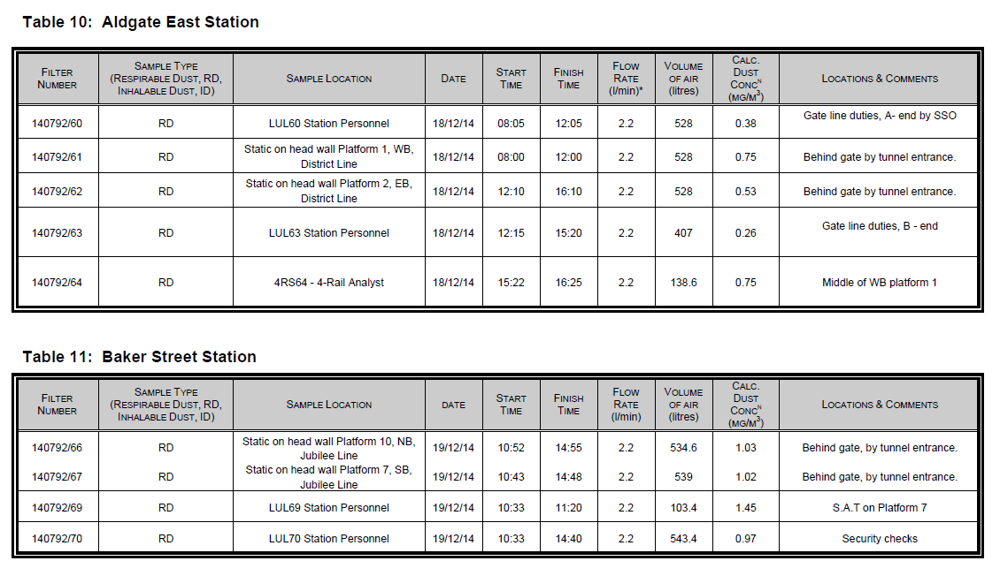 Table 10: Aldgate East Station
FILTER NUMBER | SAMPLE TYPE (RESPIRABLE DUST, RD, INHALABLE DUST, ID) | SAMPLE LOCATION | DATE | START TIME | FINISH TIME | FLOW RATE (l/min)* | VOLUME OF AIR (litres) | CALC. DUST CONC^N (MG/M^3) | LOCATIONS & COMMENTS
140792/60 | RD | LUL60 Station Personnel | 18/12/14 | 08:05 | 12:05 | 2.2 | 528 | 0.38 | Gate line duties, A- end by SSO
140792/61 | RD | Static on head wall Platform 1, WB, District Line | 18/12/14 | 08:00 | 12:00 | 2.2 | 528 | 0.75 | Behind gate by tunnel entrance.
140792/62 | RD | Static on head wall Platform 2, EB, District Line | 18/12/14 | 12:10 | 16:10 | 2.2 | 528 | 0.53 | Behind gate by tunnel entrance.
140792/63 | RD | LUL63 Station Personnel | 18/12/14 | 12:15 | 15:20 | 2.2 | 407 | 0.26 | Gate line duties, B - end
140792/64 | RD | 4RS64 - 4-Rail Analyst | 18/12/14 | 15:22 | 16:25 | 2.2 | 138.6 | 0.75 | Middle of WB platform 1
Table 11: Baker Street Station
FILTER NUMBER | SAMPLE TYPE (RESPIRABLE DUST, RD, INHALABLE DUST, ID) | SAMPLE LOCATION | DATE | START TIME | FINISH TIME | FLOW RATE (l/min) | VOLUME OF AIR (litres) | CALC. DUST CONC^N (MG/M^3) | LOCATIONS & COMMENTS
140792/66 | RD | Static on head wall Platform 10, NB, Jubilee Line | 19/12/14 | 10:52 | 14:55 | 2.2 | 534.6 | 1.03 | Behind gate, by tunnel entrance.
140792/67 | RD | Static on head wall Platform 7, SB, Jubilee Line | 19/12/14 | 10:43 | 14:48 | 2.2 | 539 | 1.02 | Behind gate, by tunnel entrance.
140792/69 | RD | LUL69 Station Personnel | 19/12/14 | 10:33 | 11:20 | 2.2 | 103.4 | 1.45 | S.A.T on Platform 7
140792/70 | RD | LUL70 Station Personnel | 19/12/14 | 10:33 | 14:40 | 2.2 | 543.4 | 0.97 | Security checks